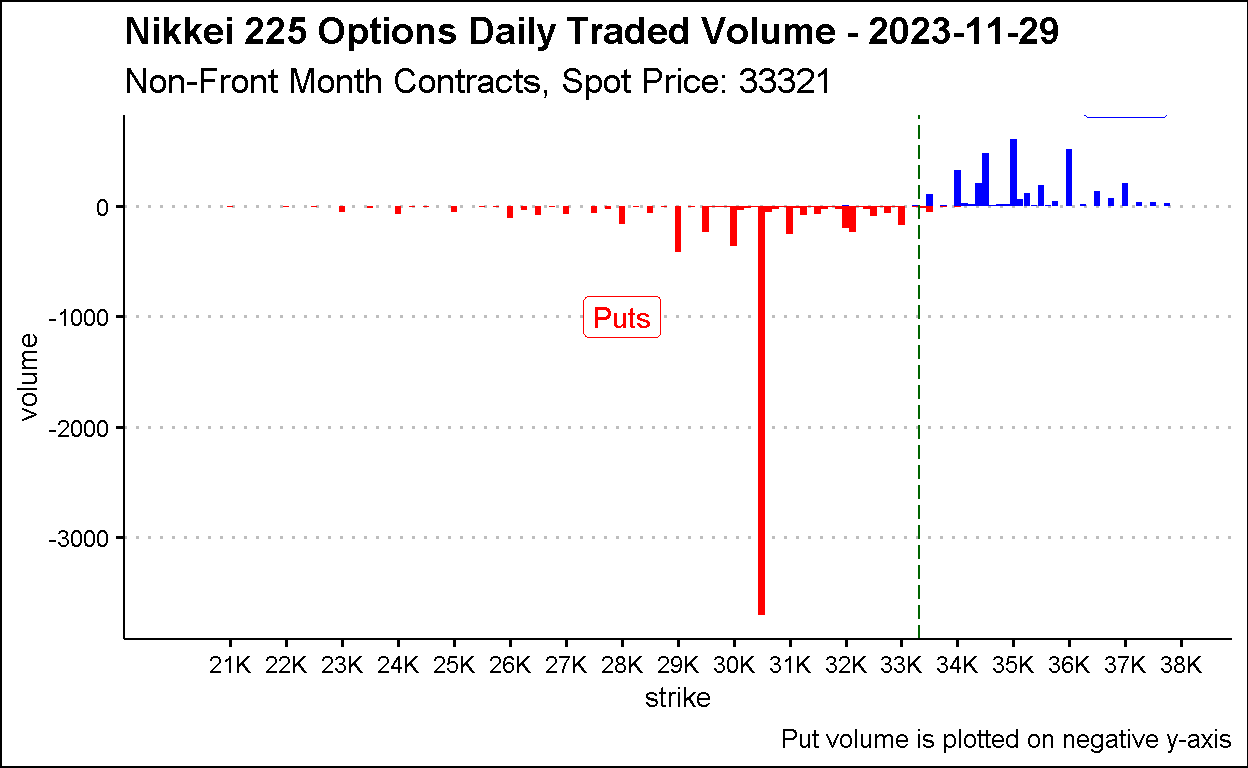 Nikkei 225 Options Daily Traded Volume - 2023-11-29
Non-Front Month Contracts, Spot Price: 33321
0
-1000
-2000
-3000
volume
Puts
21K 22K 23K 24K 25K 26K 27K 28K 29K 30K 31K 32K 33K 34K 35K 36K 37K 38K
strike
Put volume is plotted on negative y-axis